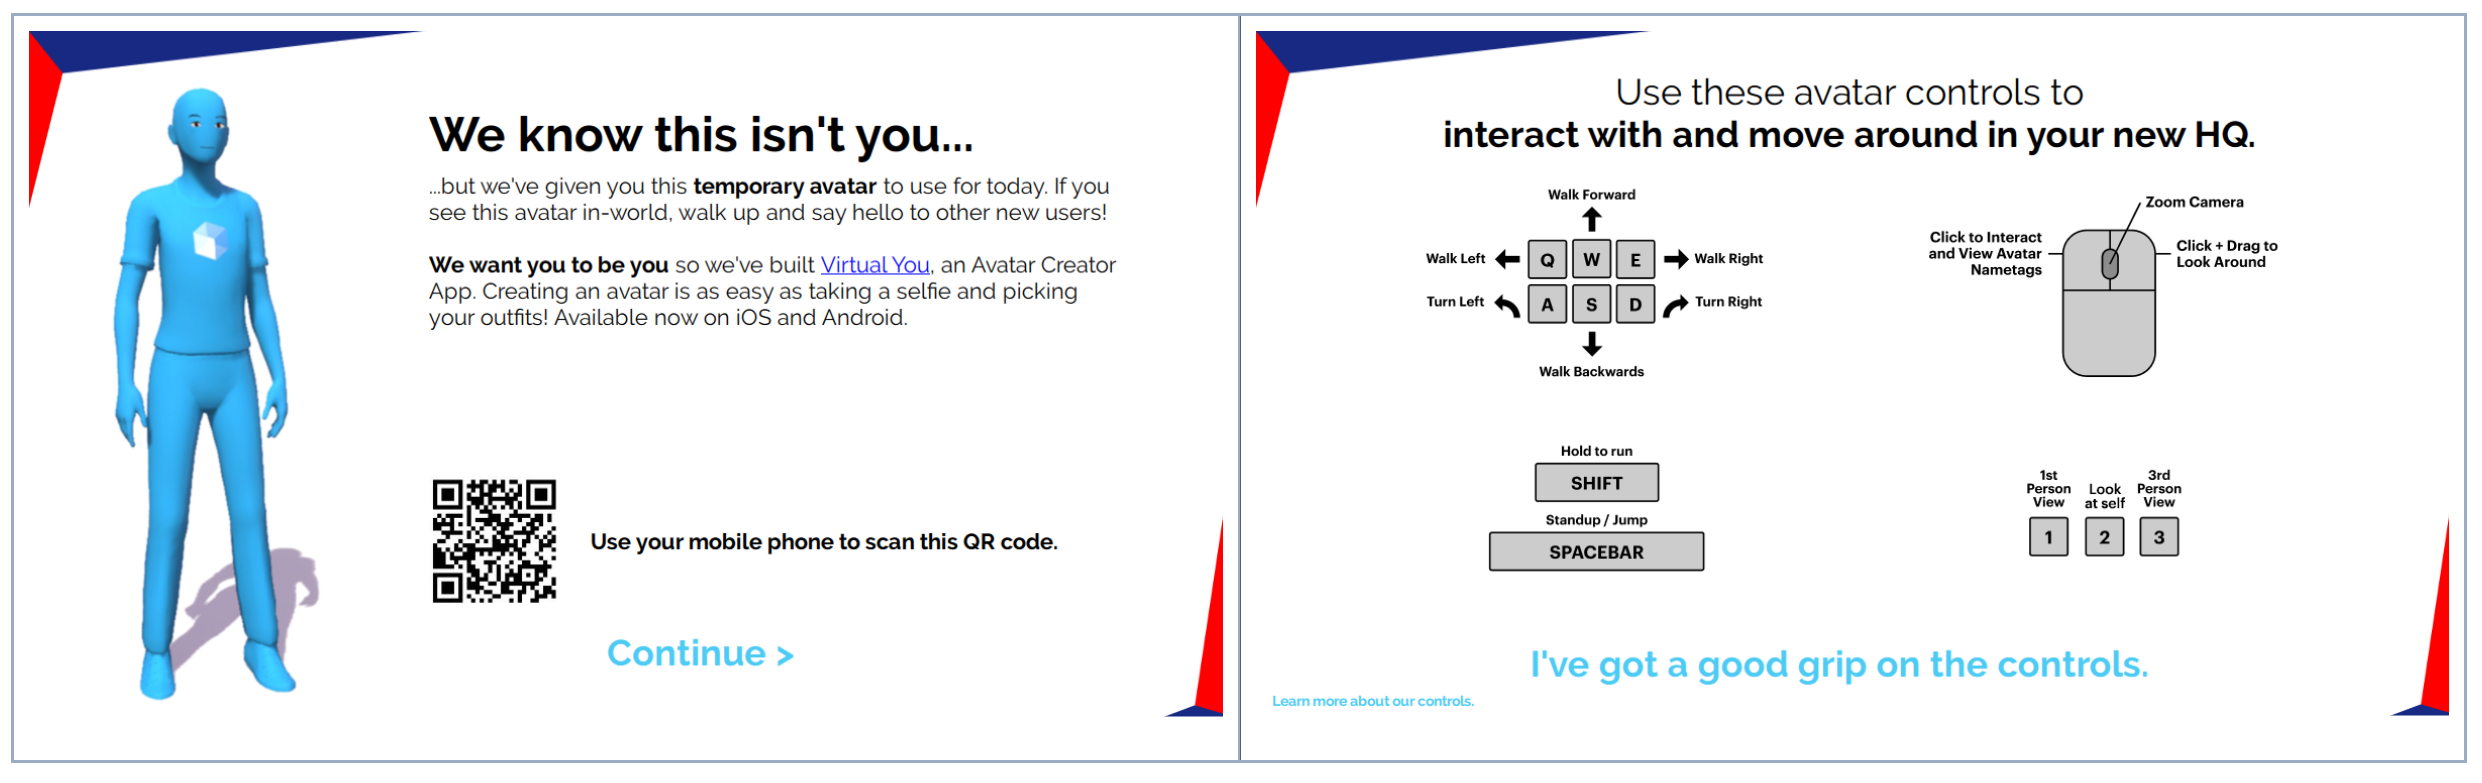 We know this isn't you...
...but we've given you this temporary avatar to use for today. If you
see this avatar in-world, walk up and say hello to other new users!
We want you to be you so we've built Virtual You, an Avatar Creator
App. Creating an avatar is as easy as taking a selfie and picking
your outfits! Available now on iOS and Android.
Use your mobile phone to scan this QR code.
Continue >
Use these avatar controls to
interact with and move around in your new HQ.
Walk Forward
Walk Left Q W E Walk Right
Turn Left A S D Turn Right
Walk Backwards
Zoom Camera
Click to Interact
and View Avatar
Nametags
Click + Drag to
Look Around
Hold to run
SHIFT
Standup / Jump
SPACEBAR
1st
Person
View
Look
at self
3rd
Person
View
1 2 3
I've got a good grip on the controls.
Learn more about our controls.